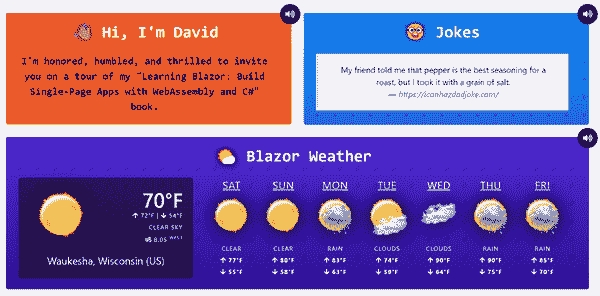 Hi, I'm David
I'm honored, humbled, and thrilled to invite
you on a tour of my "Learning Blazor: Build
Single-Page Apps with WebAssembly and C#"
book.
Jokes
My friend told me that pepper is the best seasoning for a
roast, but I took it with a grain of salt.
— https://icanhazdadjoke.com/
Blazor Weather
70°F
↑ 72°F | ↓ 54°F
CLEAR SKY
8.05
Waukesha, Wisconsin (US)
SAT SUN MON TUE WED THU FRI
CLEAR CLEAR RAIN CLOUDS CLOUDS RAIN RAIN
↑ 77°F ↑ 80°F ↑ 83°F ↑ 74°F ↑ 90°F ↑ 90°F ↑ 85°F
↓ 55°F ↓ 58°F ↓ 63°F ↓ 59°F ↓ 64°F ↓ 75°F ↓ 70°F